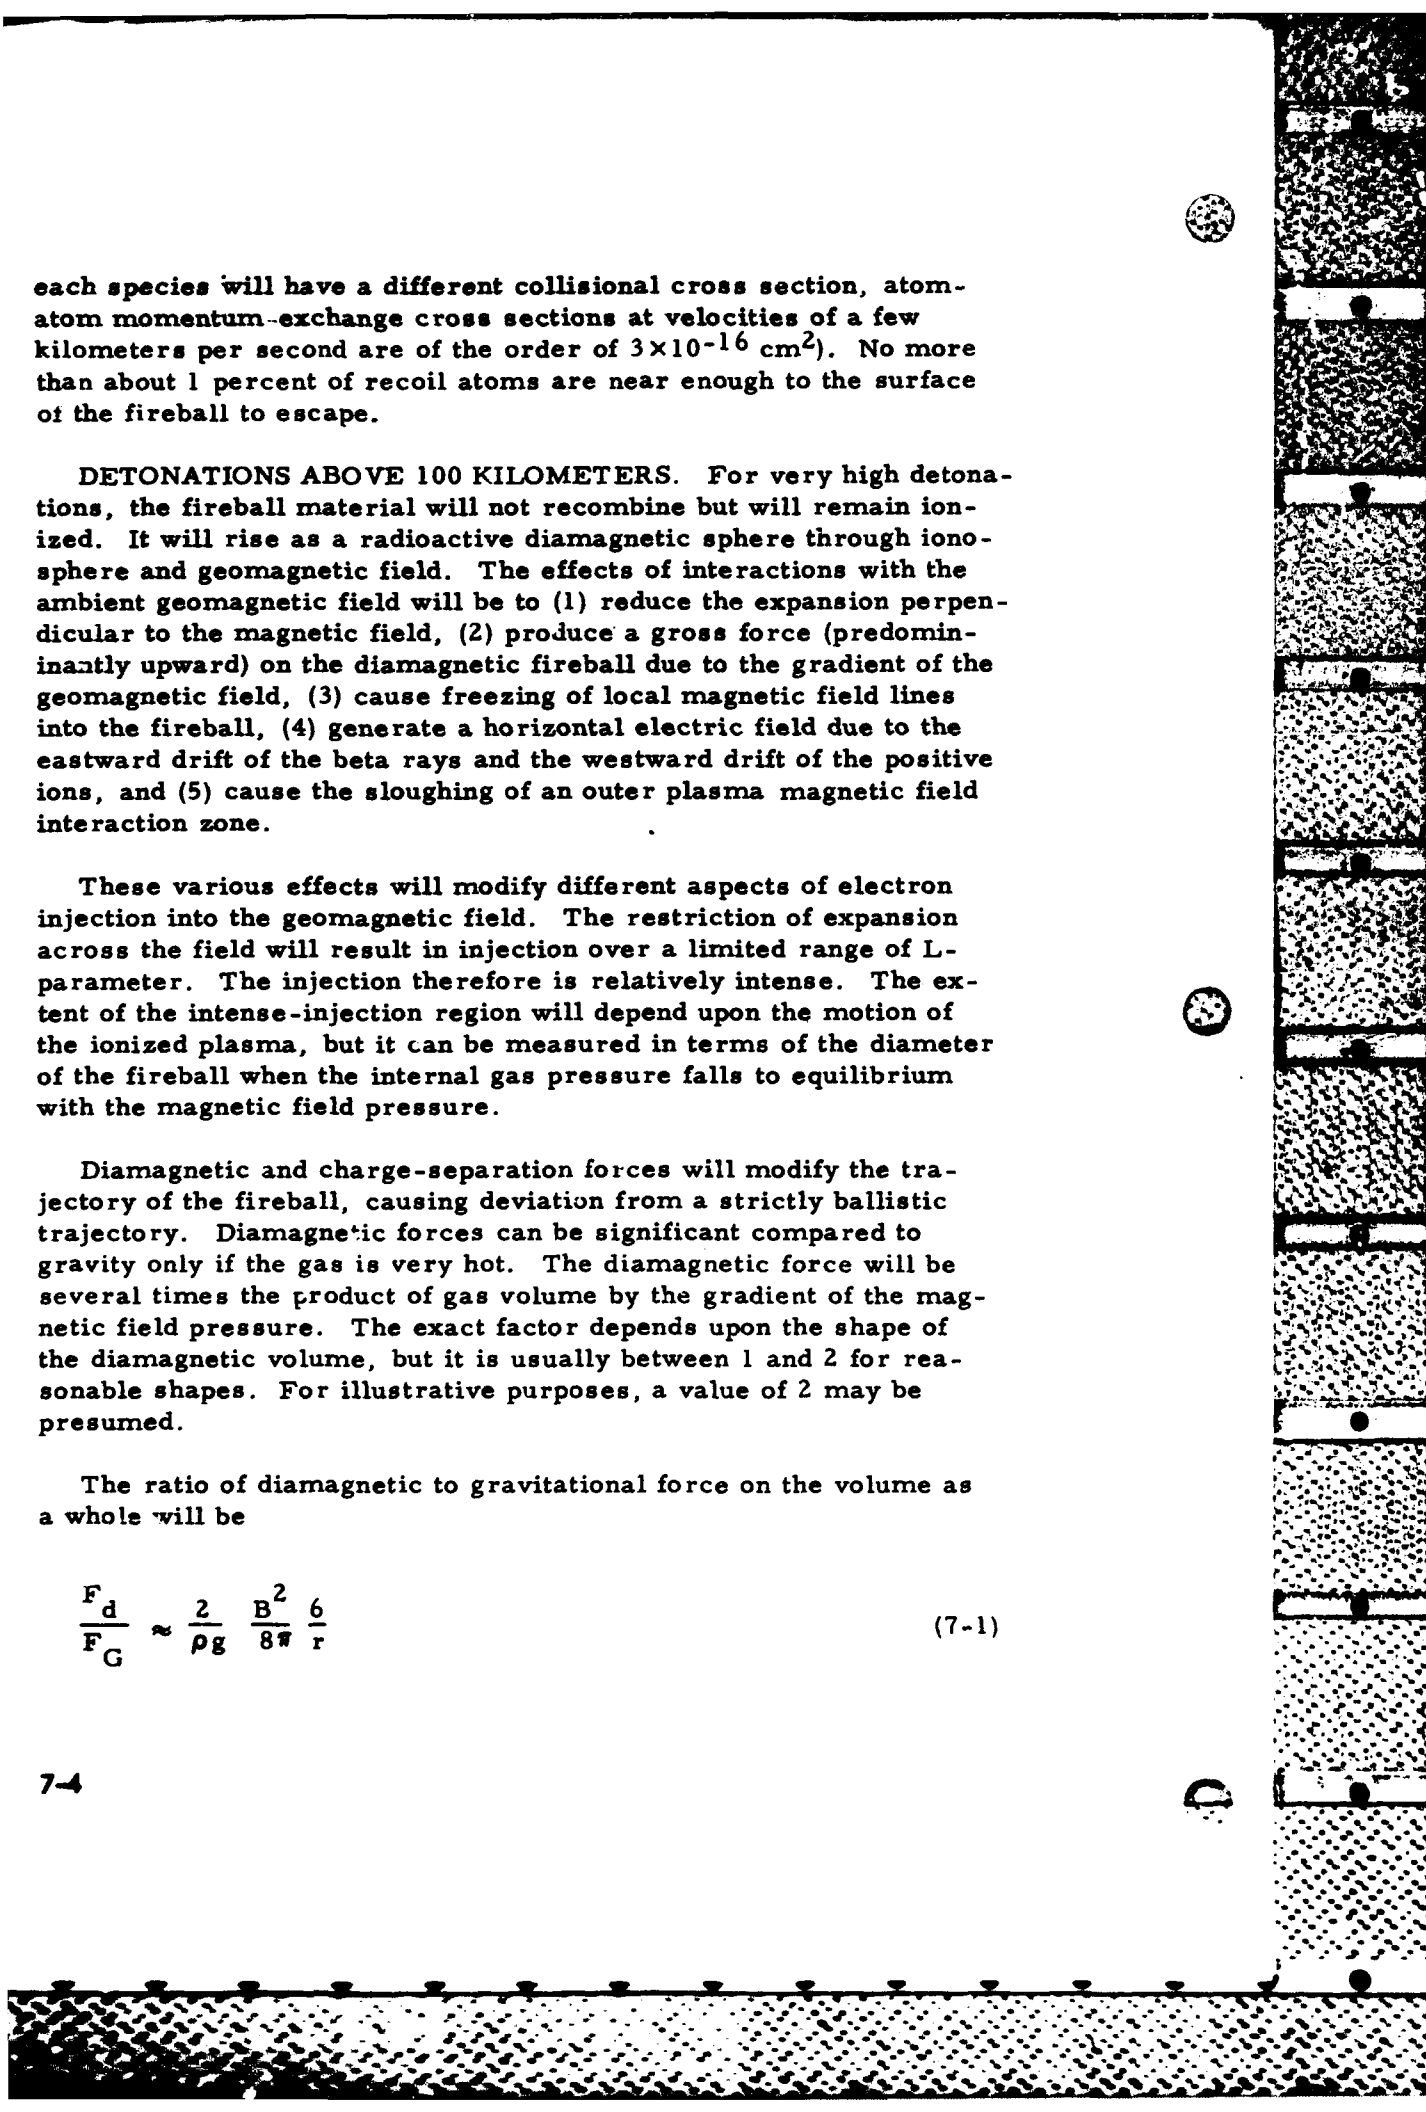 each species will have a different collisional cross section, atom-
atom momentum-exchange cross sections at velocities of a few
kilometers per second are of the order of 3×10⁻¹⁶ cm²). No more
than about 1 percent of recoil atoms are near enough to the surface
of the fireball to escape.
DETONATIONS ABOVE 100 KILOMETERS. For very high detona-
tions, the fireball material will not recombine but will remain ion-
ized. It will rise as a radioactive diamagnetic sphere through iono-
sphere and geomagnetic field. The effects of interactions with the
ambient geomagnetic field will be to (1) reduce the expansion perpen-
dicular to the magnetic field, (2) produce a gross force (predomin-
inantly upward) on the diamagnetic fireball due to the gradient of the
geomagnetic field, (3) cause freezing of local magnetic field lines
into the fireball, (4) generate a horizontal electric field due to the
eastward drift of the beta rays and the westward drift of the positive
ions, and (5) cause the sloughing of an outer plasma magnetic field
interaction zone.
These various effects will modify different aspects of electron
injection into the geomagnetic field. The restriction of expansion
across the field will result in injection over a limited range of L-
parameter. The injection therefore is relatively intense. The ex-
tent of the intense-injection region will depend upon the motion of
the ionized plasma, but it can be measured in terms of the diameter
of the fireball when the internal gas pressure falls to equilibrium
with the magnetic field pressure.
Diamagnetic and charge-separation forces will modify the tra-
jectory of the fireball, causing deviation from a strictly ballistic
trajectory. Diamagnetic forces can be significant compared to
gravity only if the gas is very hot. The diamagnetic force will be
several times the product of gas volume by the gradient of the mag-
netic field pressure. The exact factor depends upon the shape of
the diamagnetic volume, but it is usually between 1 and 2 for rea-
sonable shapes. For illustrative purposes, a value of 2 may be
presumed.
The ratio of diamagnetic to gravitational force on the volume as
a whole will be
F_d/F_G ≈ 2/ρg B²/8π 6/r (7-1)
7-4